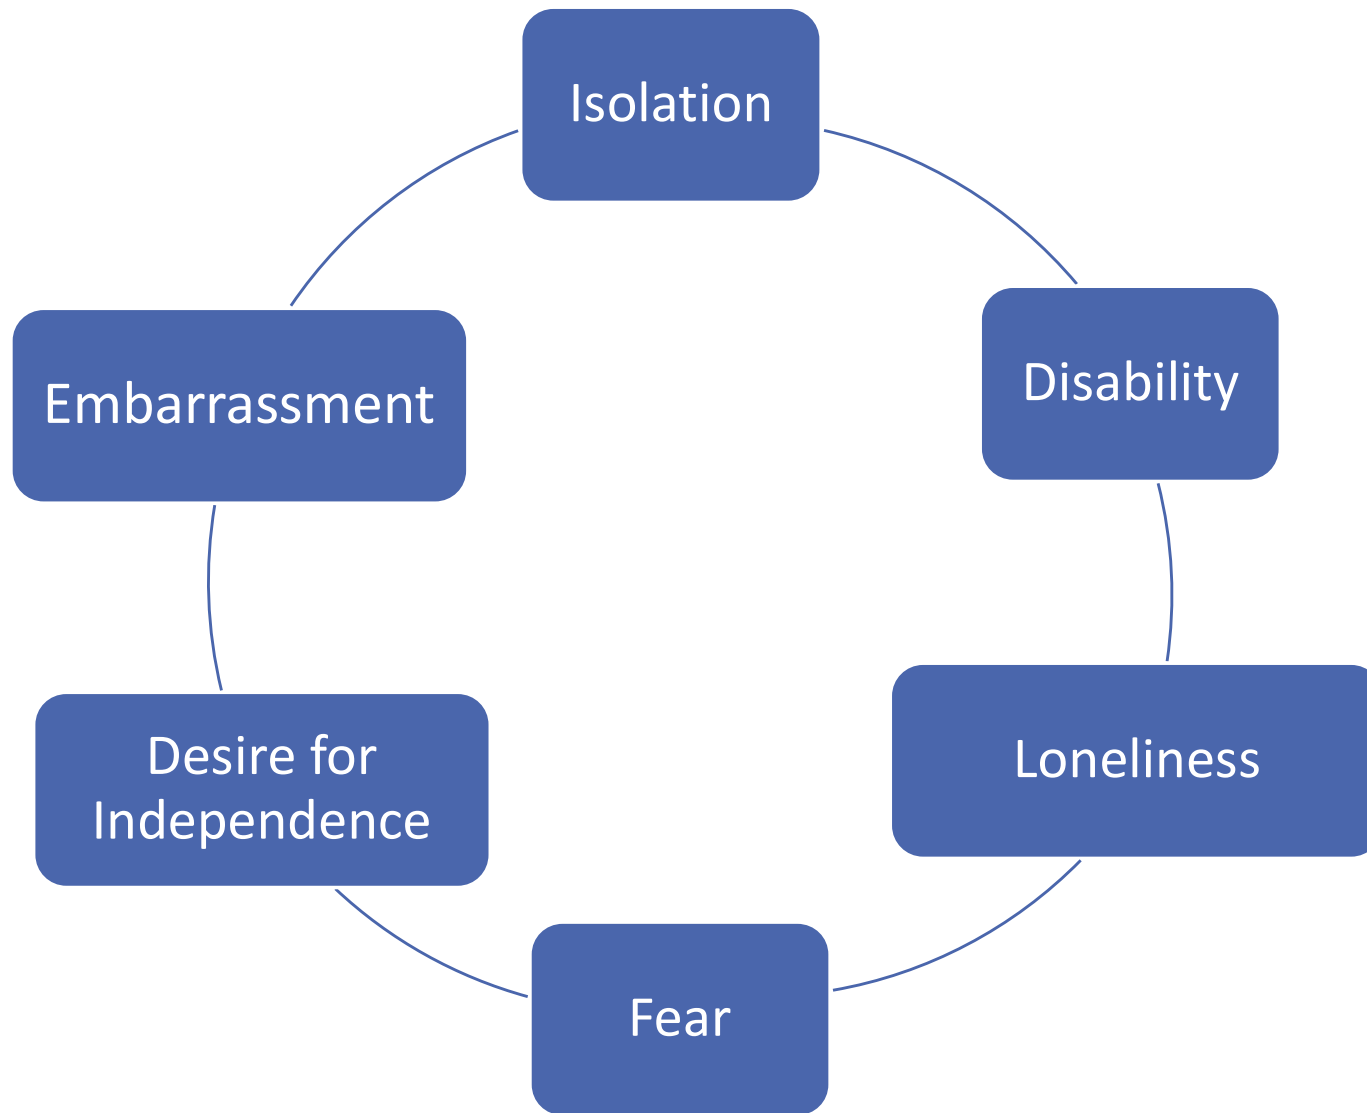 Isolation
Disability
Loneliness
Fear
Desire for
Independence
Embarrassment